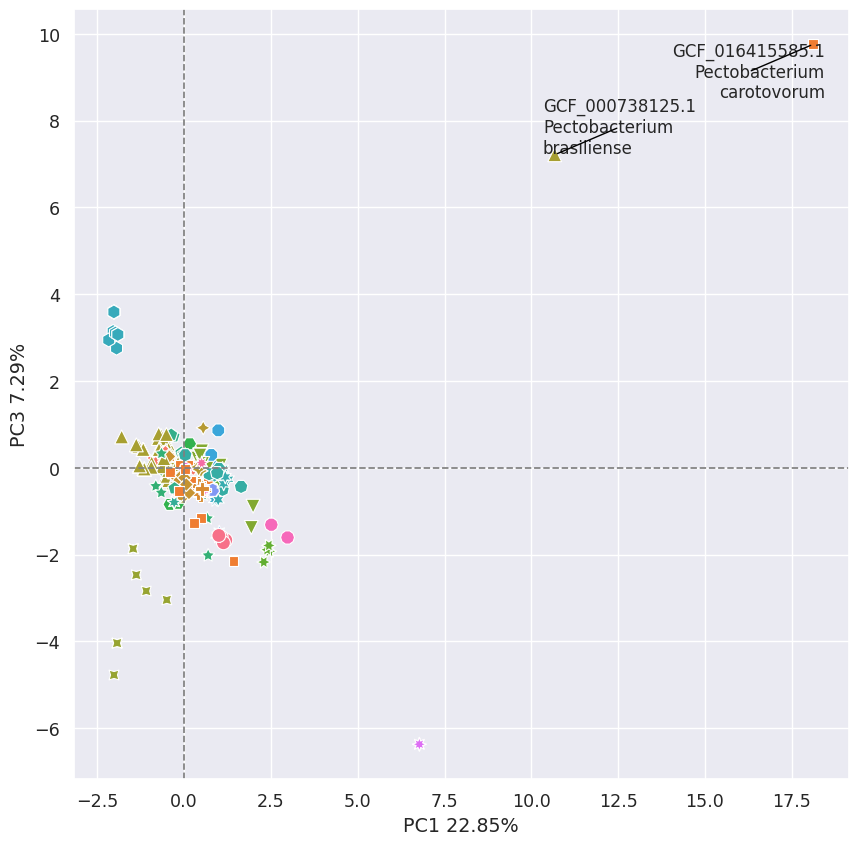 10
8
6
4
2
0
−2
−4
−6
PC3 7.29%
GCF_016415585.1
Pectobacterium
carotovorum
GCF_000738125.1
Pectobacterium
brasiliense
−2.5 0.0 2.5 5.0 7.5 10.0 12.5 15.0 17.5
PC1 22.85%